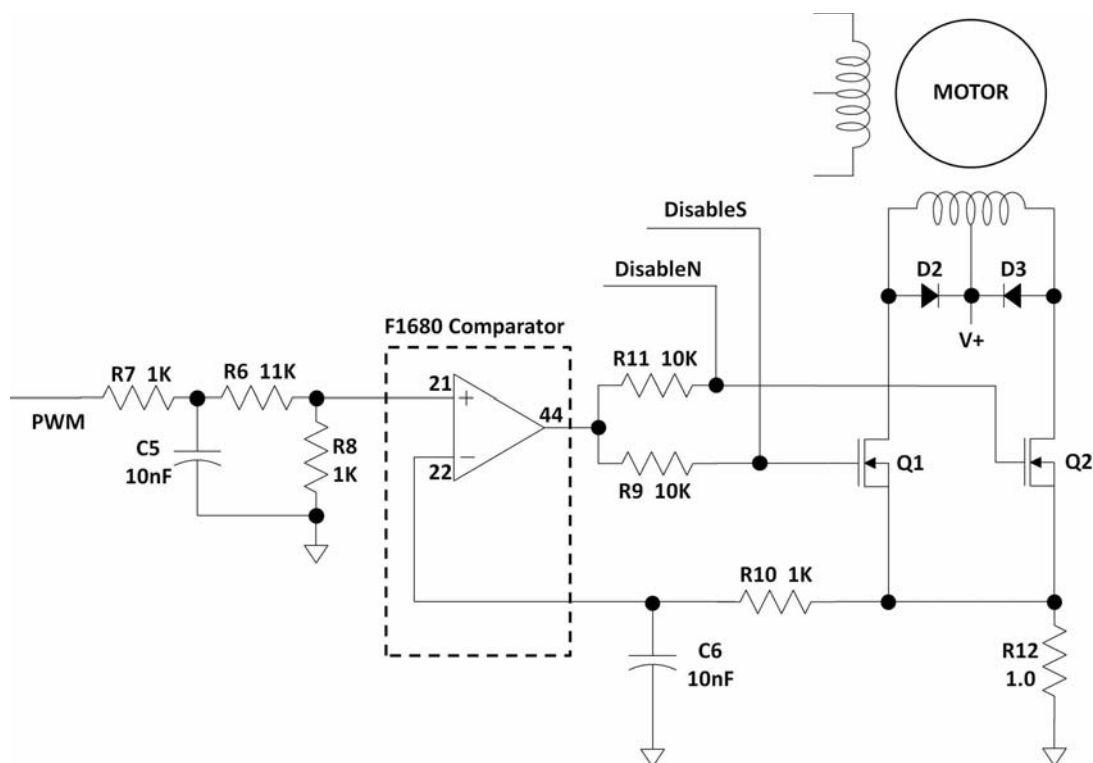 MOTOR
DisableS
DisableN
D2
D3
V+
F1680 Comparator
R7 1K
R6 11K
R11 10K
21
+
44
PWM
C5
10nF
R8
1K
−
22
R9 10K
Q1
Q2
R10 1K
C6
10nF
R12
1.0